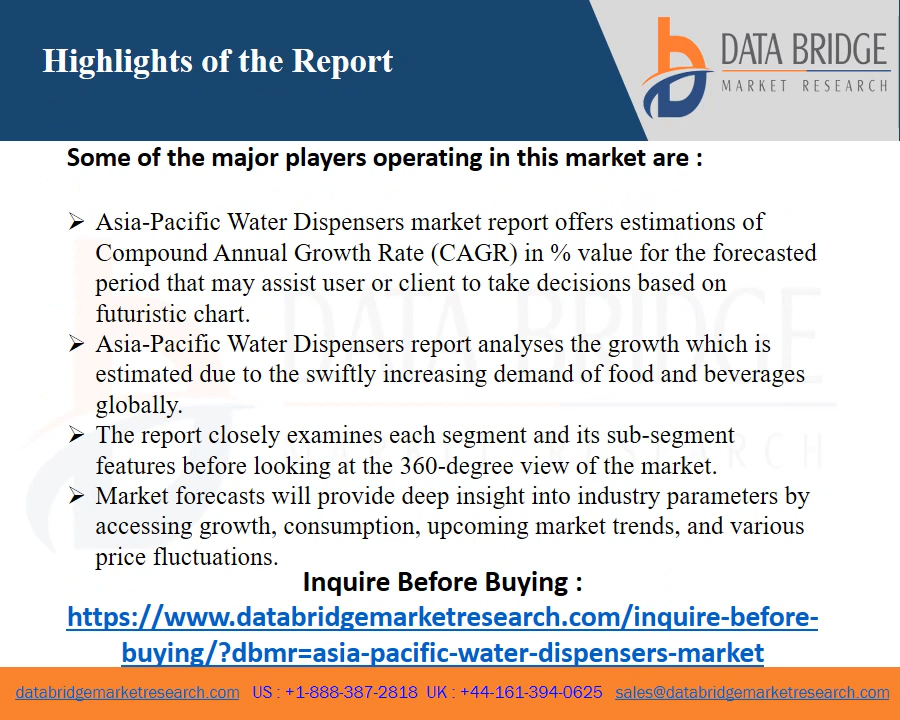 Highlights of the Report
DATA BRIDGE
MARKET RESEARCH
Some of the major players operating in this market are :
➢ Asia-Pacific Water Dispensers market report offers estimations of
Compound Annual Growth Rate (CAGR) in % value for the forecasted
period that may assist user or client to take decisions based on
futuristic chart.
➢ Asia-Pacific Water Dispensers report analyses the growth which is
estimated due to the swiftly increasing demand of food and beverages
globally.
➢ The report closely examines each segment and its sub-segment
features before looking at the 360-degree view of the market.
➢ Market forecasts will provide deep insight into industry parameters by
accessing growth, consumption, upcoming market trends, and various
price fluctuations.
DATA BRIDGE
MARKET RESEARCH
Inquire Before Buying :
https://www.databridgemarketresearch.com/inquire-before-
buying/?dbmr=asia-pacific-water-dispensers-market
databridgemarketresearch.com US : +1-888-387-2818 UK : +44-161-394-0625 sales@databridgemarketresearch.com